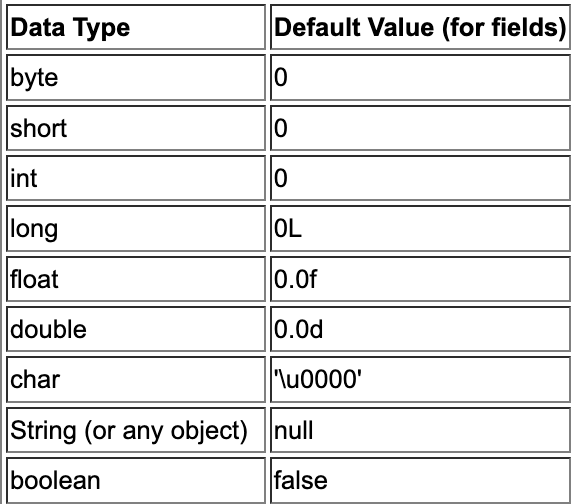 Data Type Default Value (for fields)
byte 0
short 0
int 0
long 0L
float 0.0f
double 0.0d
char '\u0000'
String (or any object) null
boolean false